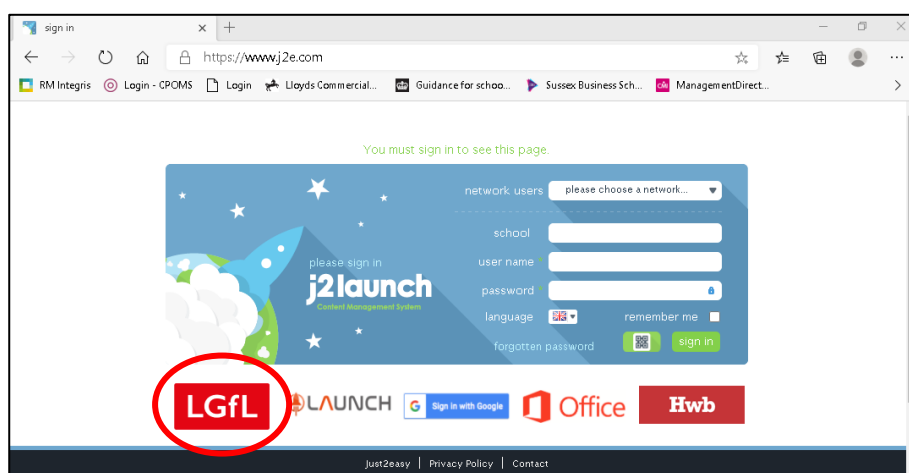 sign in
https://www.j2e.com
RM Integris Login - CPOMS Login Lloyds Commercial... Guidance for schoo... Sussex Business Sch... CMI ManagementDirect...
You must sign in to see this page.
network users please choose a network...
school
please sign in user name *
j2launch password *
Content Management System
language remember me
forgotten password sign in
LGfL LAUNCH G Sign in with Google Office Hwb
Just2easy | Privacy Policy | Contact